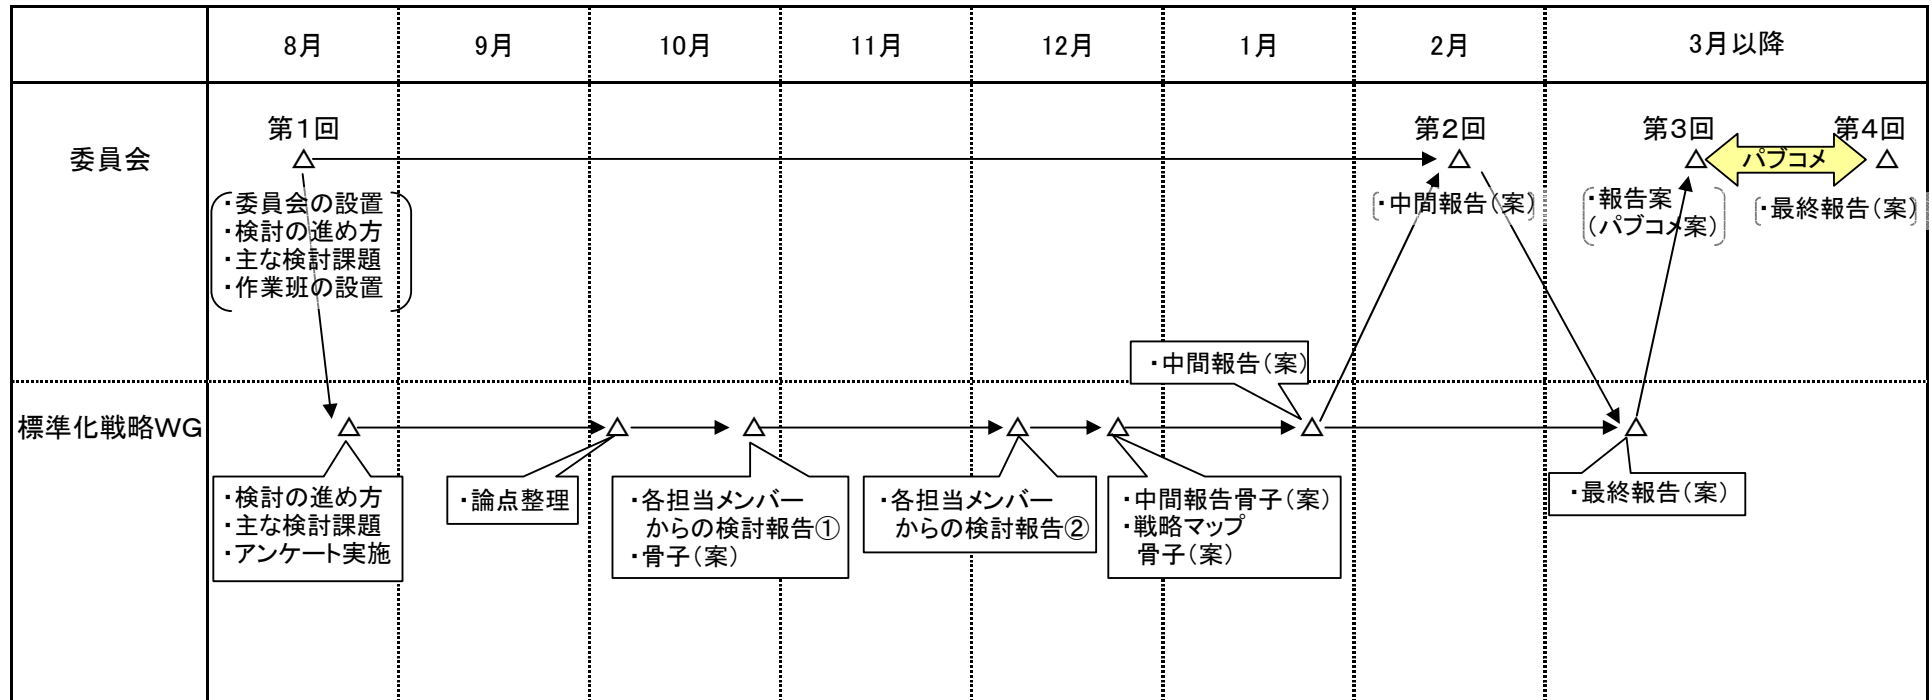 8月
9月
10月
11月
12月
1月
2月
3月以降
委員会
第1回
・委員会の設置
・検討の進め方
・主な検討課題
・作業班の設置
第2回
・中間報告(案)
第3回
・報告案
(パブコメ案)
パブコメ
第4回
・最終報告(案)
標準化戦略WG
・検討の進め方
・主な検討課題
・アンケート実施
・論点整理
・各担当メンバー
からの検討報告①
・骨子(案)
・各担当メンバー
からの検討報告②
・中間報告骨子(案)
・戦略マップ
骨子(案)
・中間報告(案)
・最終報告(案)